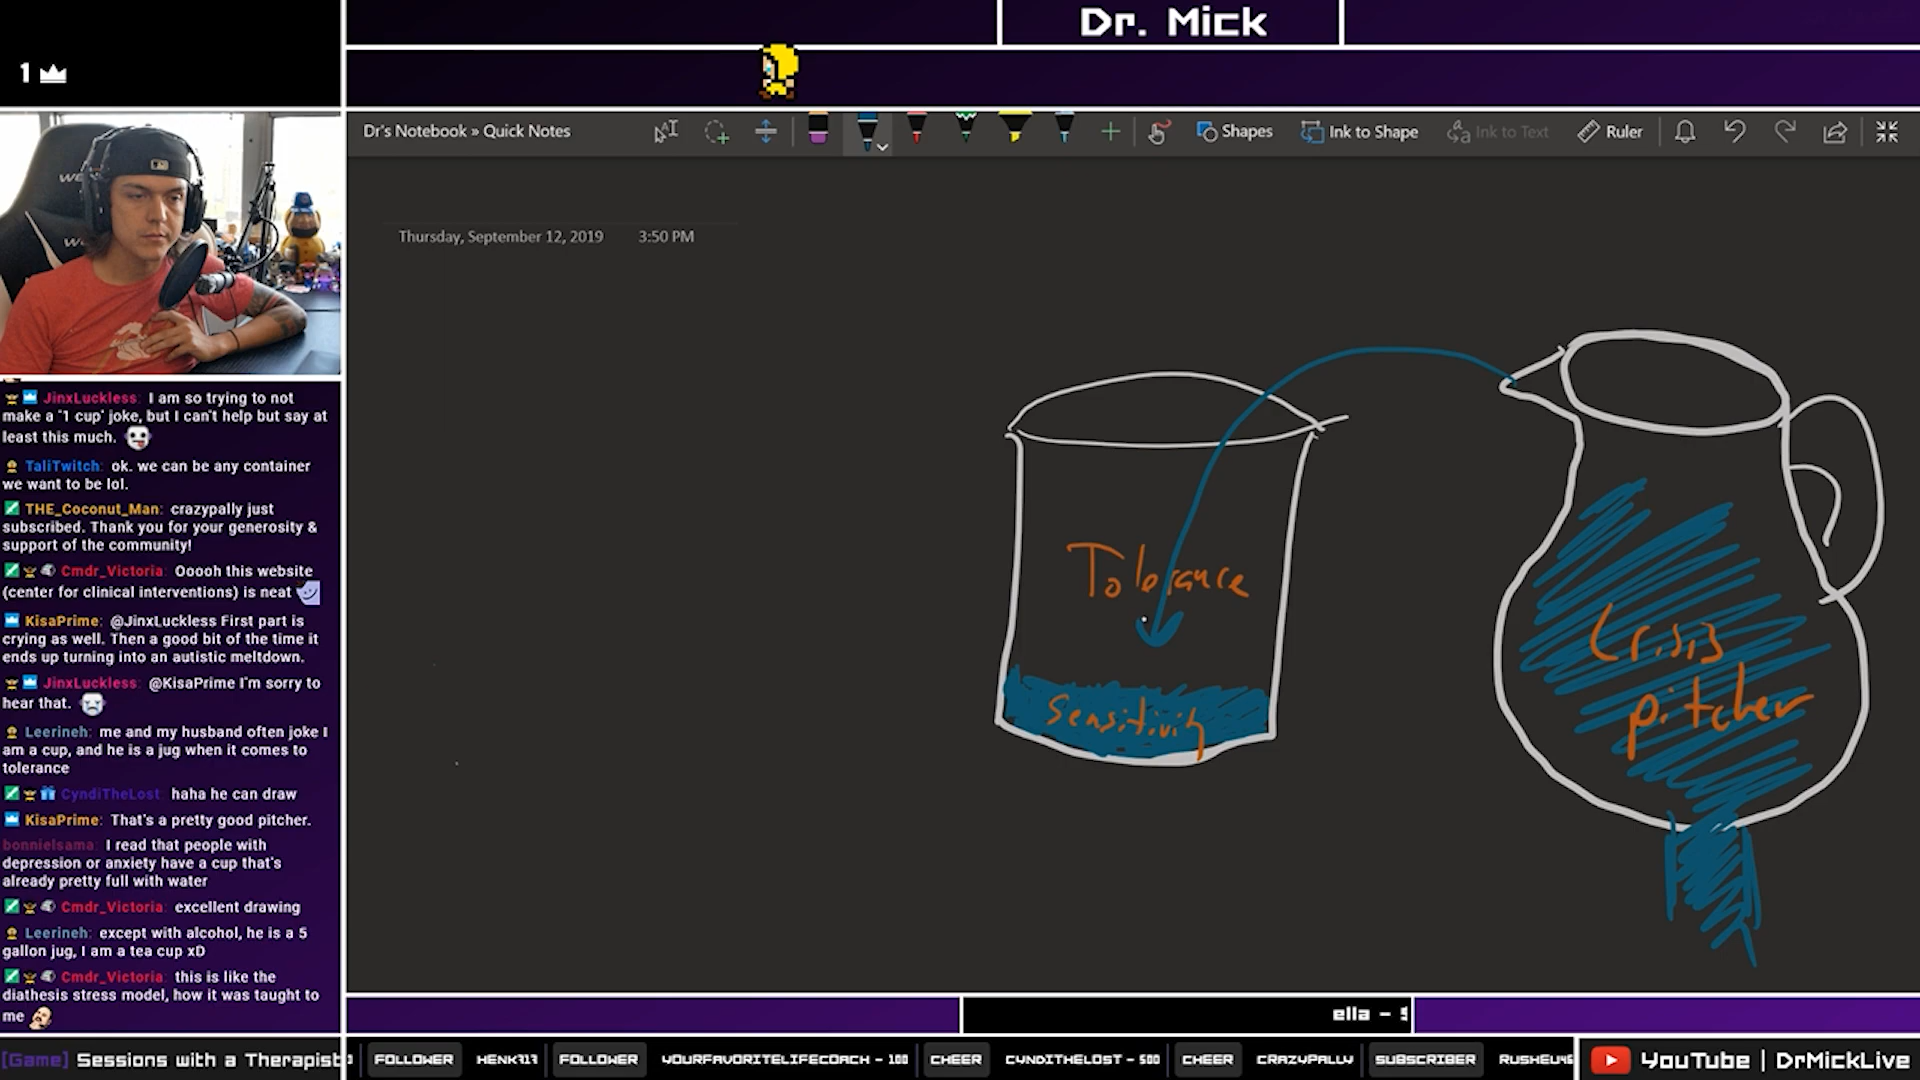 Dr. Mick
1
Dr's Notebook » Quick Notes
Shapes
Ink to Shape
Ink to Text
Ruler
Thursday, September 12, 2019 3:50 PM
Tolerance
Sensitivity
Crisis
pitcher
JinxLuckless: I am so trying to not
make a "1 cup" joke, but I can't help but say at
least this much.
TaliTwitch: ok. we can be any container
we want to be lol.
THE_Coconut_Man: crazypally just
subscribed. Thank you for your generosity &
support of the community!
Cmdr_Victoria: Ooooh this website
(center for clinical interventions) is neat
KisaPrime: @JinxLuckless First part is
crying as well. Then a good bit of the time it
ends up turning into an autistic meltdown.
JinxLuckless: @KisaPrime I'm sorry to
hear that.
Leerineh: me and my husband often joke I
am a cup, and he is a jug when it comes to
tolerance
CyndiTheLost: haha he can draw
KisaPrime: That's a pretty good pitcher.
bonnielsama: I read that people with
depression or anxiety have a cup that's
already pretty full with water
Cmdr_Victoria: excellent drawing
Leerineh: except with alcohol, he is a 5
gallon jug, I am a tea cup xD
Cmdr_Victoria: this is like the
diathesis stress model, how it was taught to
me
ella -
[Game] Sessions with a Therapist
FOLLOWER HENK717 FOLLOWER YOURFAVORITELIFECOACH - 100 CHEER CYNDITHELOST - 500 CHEER CRAZYPALLY SUBSCRIBER
YouTube | DrMickLive